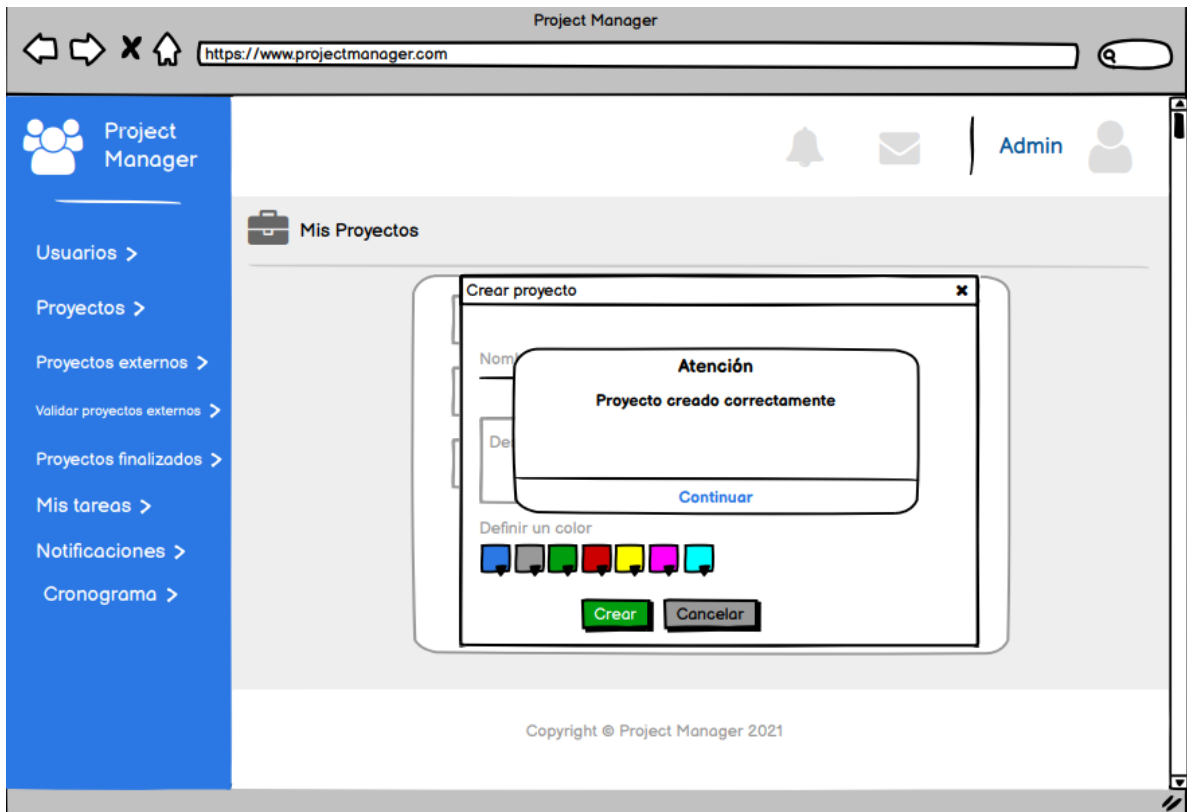 Project Manager
https://www.projectmanager.com
Project
Manager
Admin
Usuarios >
Proyectos >
Proyectos externos >
Validar proyectos externos >
Proyectos finalizados >
Mis tareas >
Notificaciones >
Cronograma >
Mis Proyectos
Crear proyecto
Atención
Proyecto creado correctamente
Continuar
Definir un color
Crear
Cancelar
Copyright © Project Manager 2021